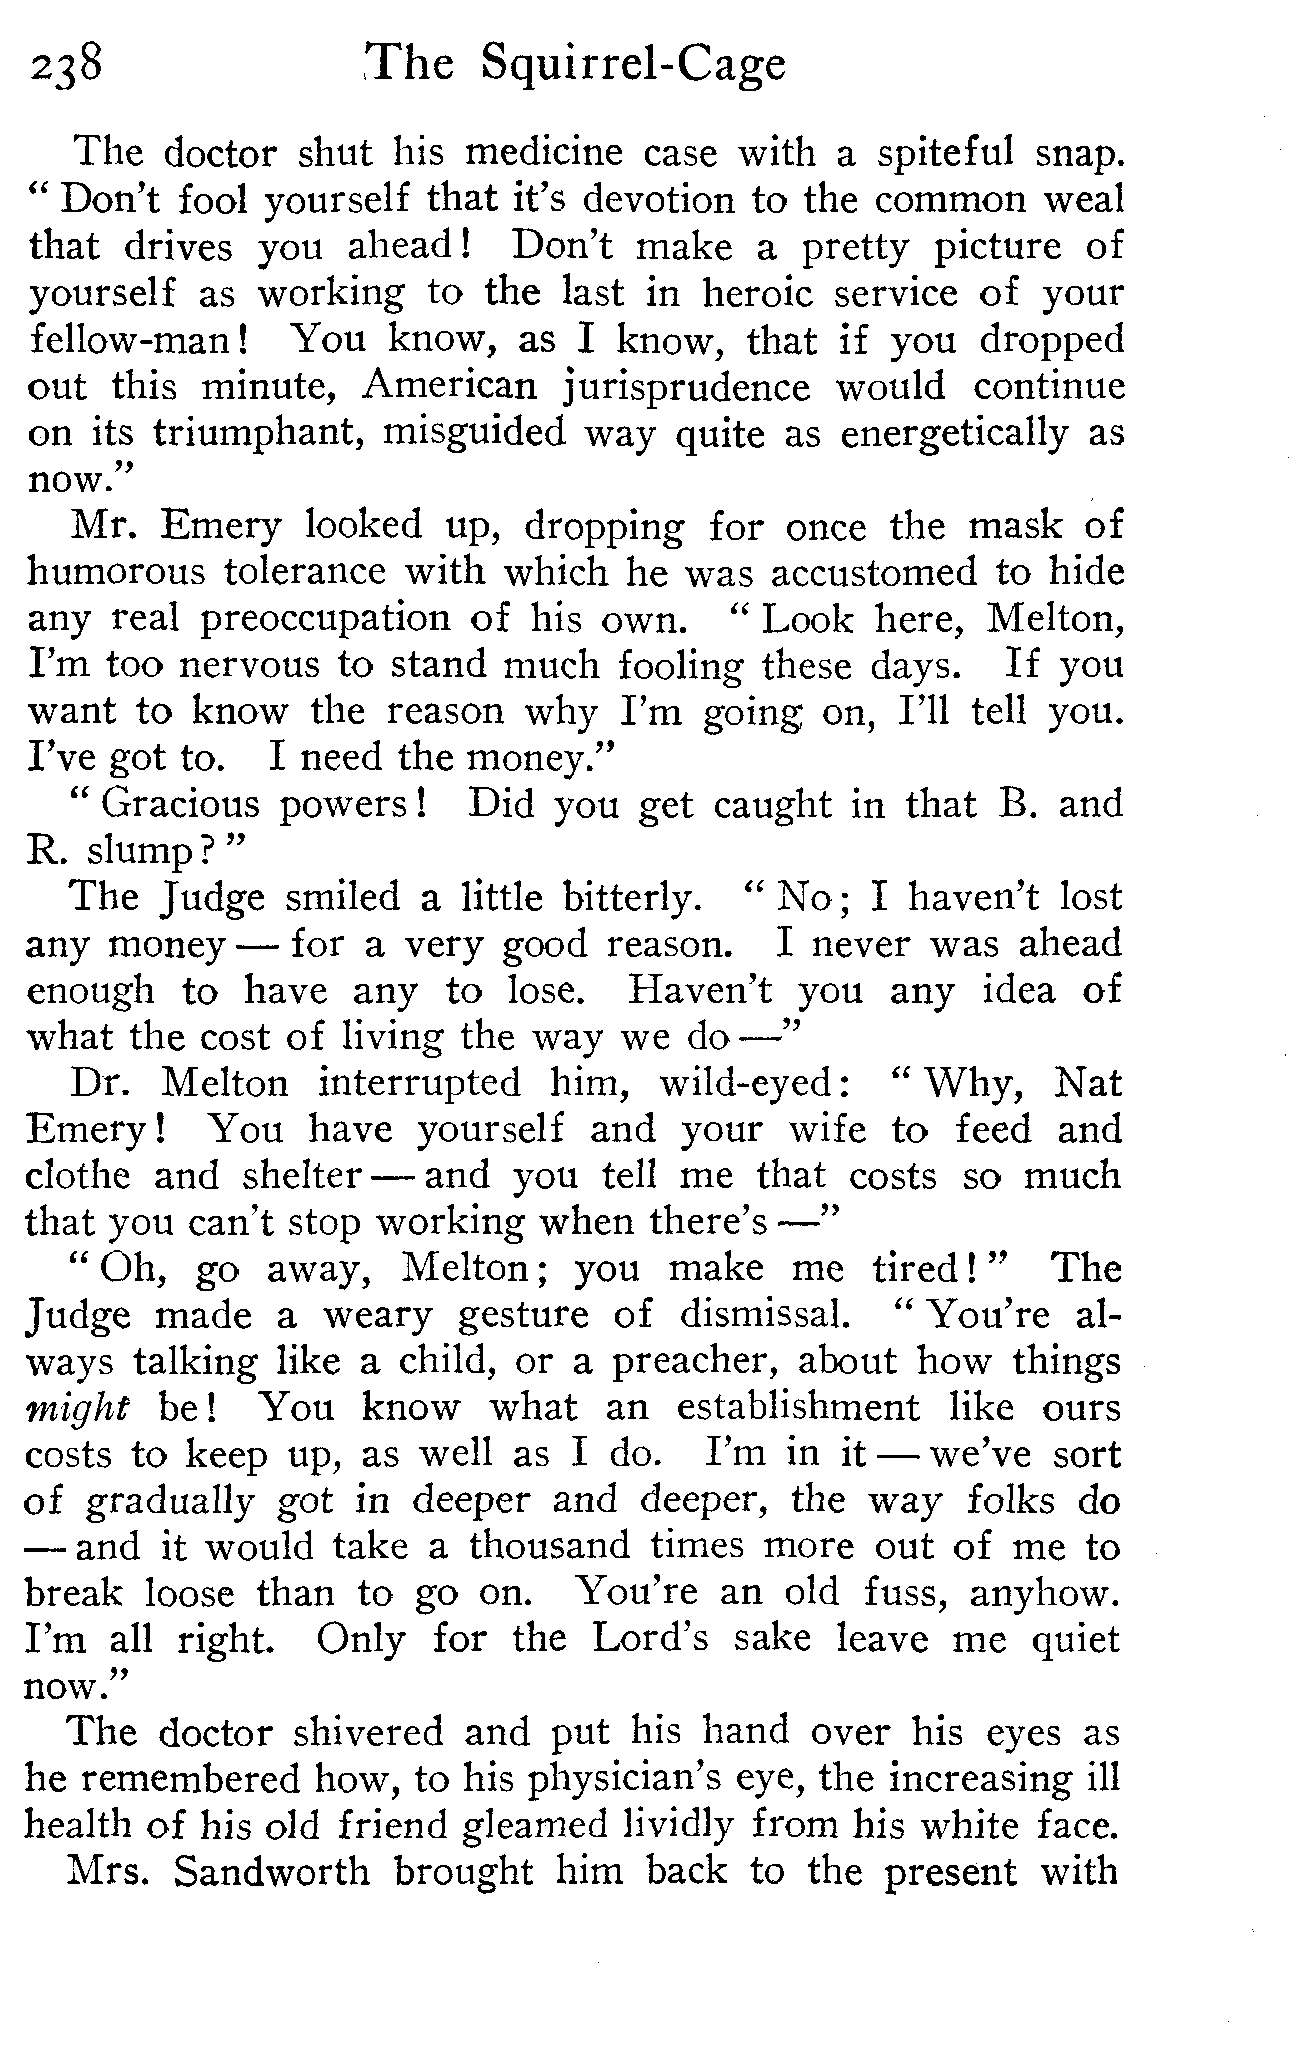 238 The Squirrel-Cage
The doctor shut his medicine case with a spiteful snap.
“ Don't fool yourself that it's devotion to the common weal
that drives you ahead! Don't make a pretty picture of
yourself as working to the last in heroic service of your
fellow-man! You know, as I know, that if you dropped
out this minute, American jurisprudence would continue
on its triumphant, misguided way quite as energetically as
now.”
Mr. Emery looked up, dropping for once the mask of
humorous tolerance with which he was accustomed to hide
any real preoccupation of his own. “ Look here, Melton,
I'm too nervous to stand much fooling these days. If you
want to know the reason why I'm going on, I'll tell you.
I've got to. I need the money.”
“ Gracious powers! Did you get caught in that B. and
R. slump? ”
The Judge smiled a little bitterly. “ No; I haven't lost
any money — for a very good reason. I never was ahead
enough to have any to lose. Haven't you any idea of
what the cost of living the way we do —”
Dr. Melton interrupted him, wild-eyed: “ Why, Nat
Emery! You have yourself and your wife to feed and
clothe and shelter — and you tell me that costs so much
that you can't stop working when there's —”
“ Oh, go away, Melton; you make me tired! ” The
Judge made a weary gesture of dismissal. “ You're al-
ways talking like a child, or a preacher, about how things
might be! You know what an establishment like ours
costs to keep up, as well as I do. I'm in it — we've sort
of gradually got in deeper and deeper, the way folks do
— and it would take a thousand times more out of me to
break loose than to go on. You're an old fuss, anyhow.
I'm all right. Only for the Lord's sake leave me quiet
now.”
The doctor shivered and put his hand over his eyes as
he remembered how, to his physician's eye, the increasing ill
health of his old friend gleamed lividly from his white face.
Mrs. Sandworth brought him back to the present with